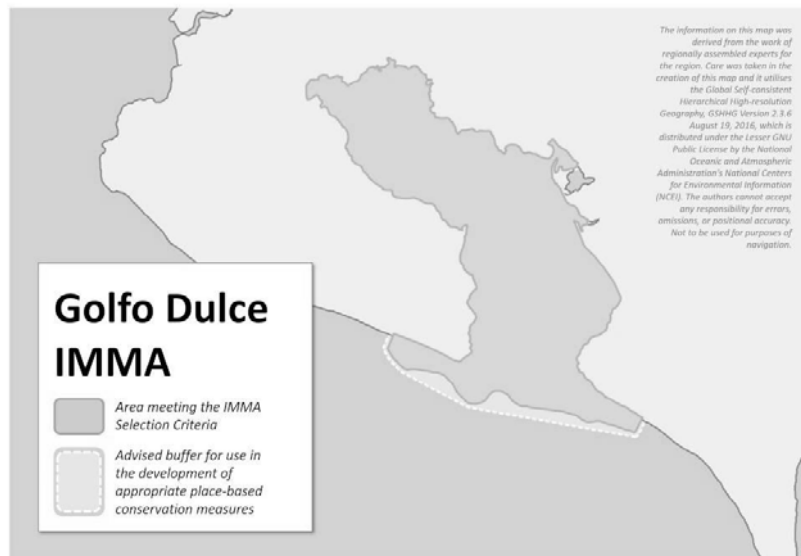 The information on this map was
derived from the work of
regionally assembled experts for
the region. Care was taken in the
creation of this map and it utilises
the Global Self-consistent
Hierarchical High-resolution
Geography, GSHHG Version 2.3.6
August 19, 2016, which is
distributed under the Lesser GNU
Public License by the National
Oceanic and Atmospheric
Administration's National Centers
for Environmental Information
(NCEI). The authors cannot accept
any responsibility for errors,
omissions, or positional accuracy.
Not to be used for purposes of
navigation.
Golfo Dulce
IMMA
Area meeting the IMMA
Selection Criteria
Advised buffer for use in
the development of
appropriate place-based
conservation measures